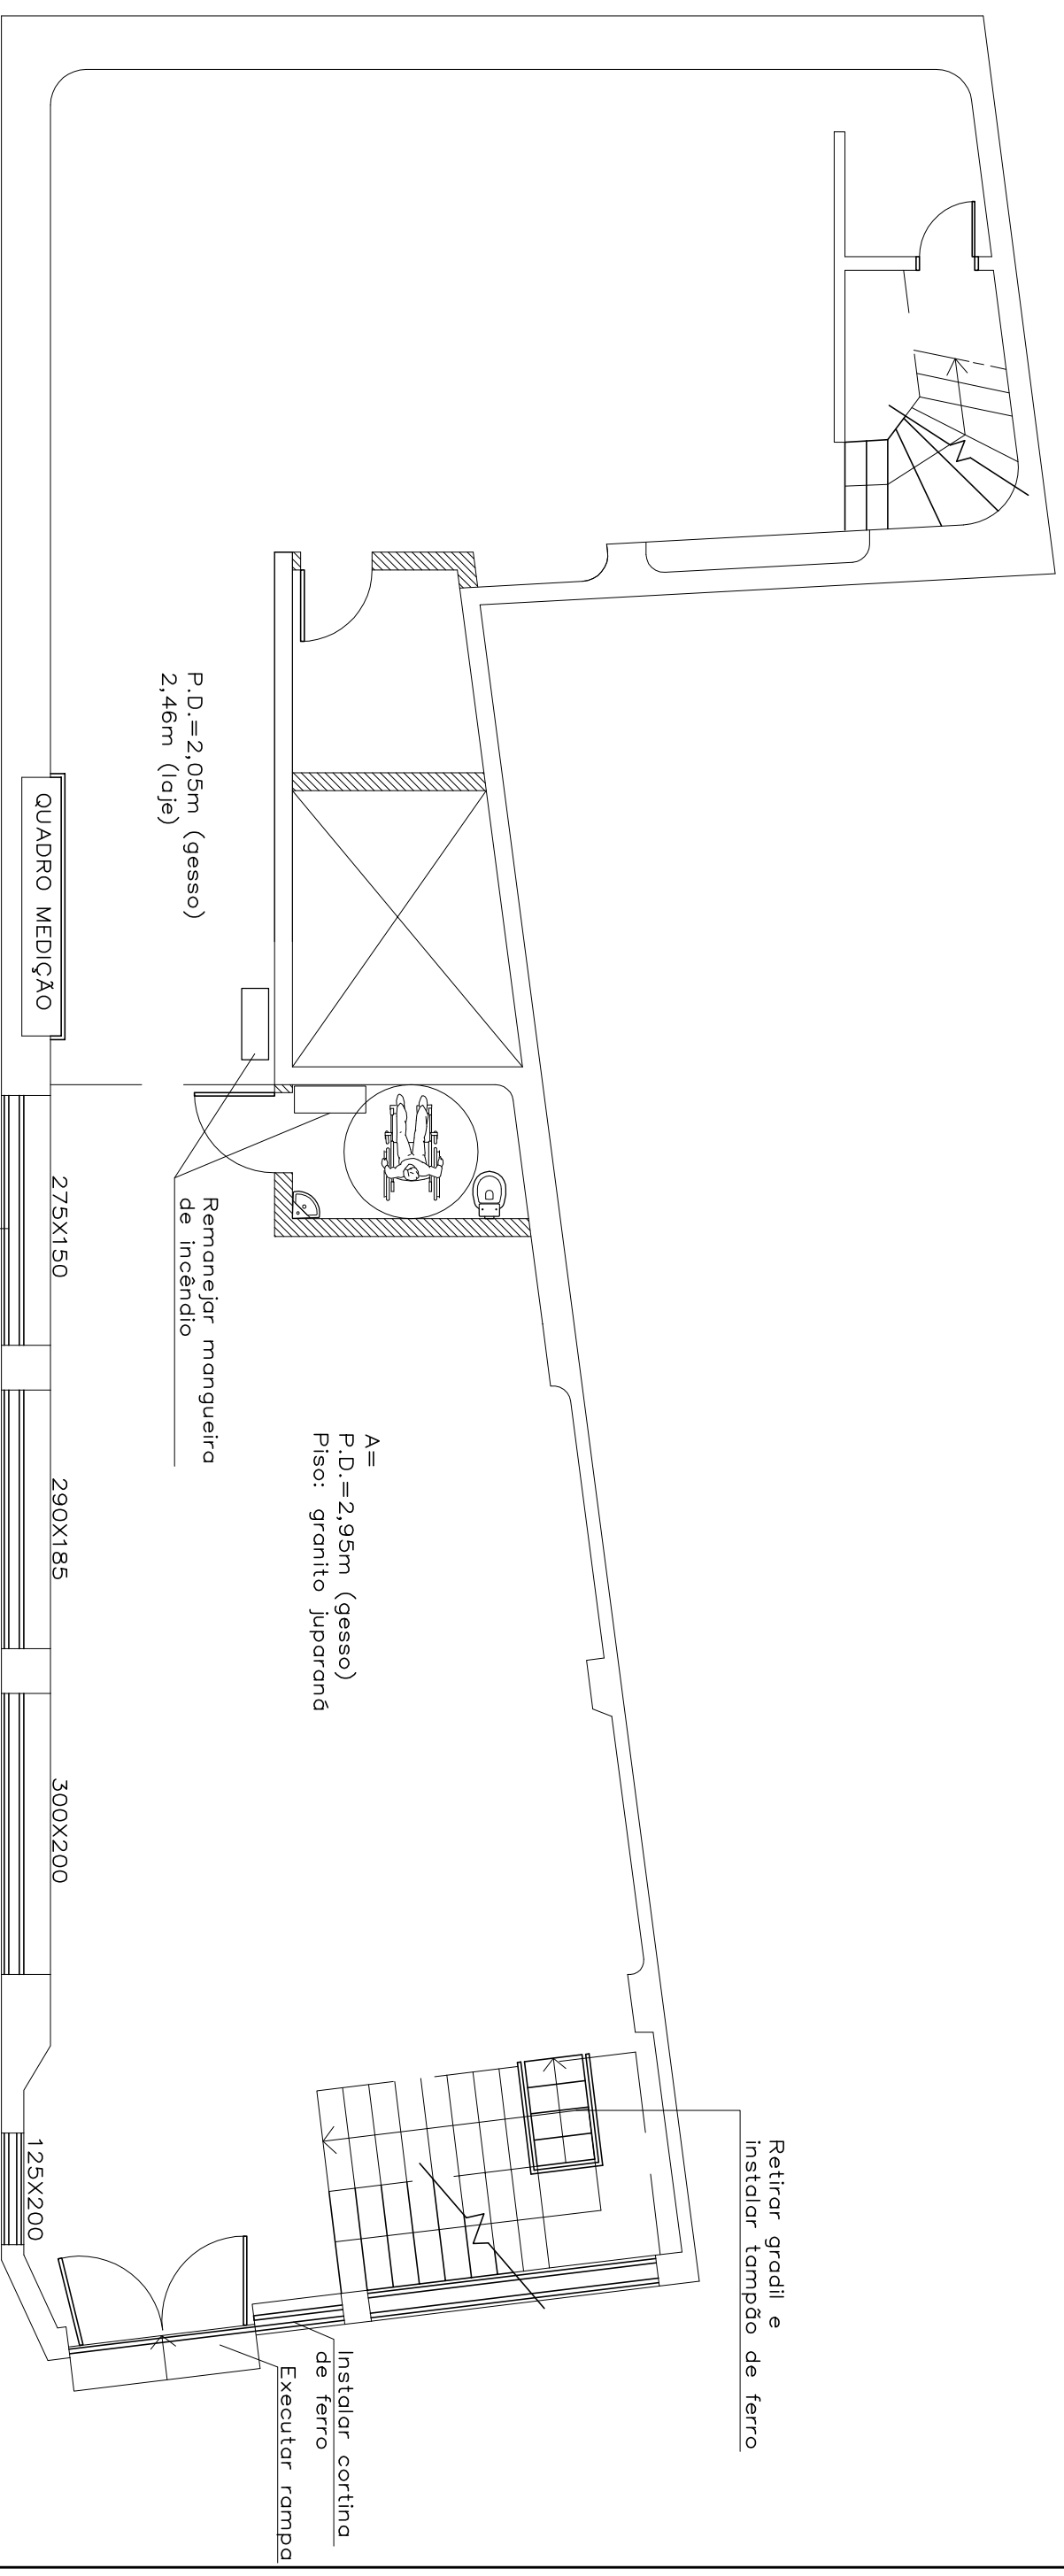 Retirar gradil e
instalar tampão de ferro
A=
P.D.=2,95m (gesso)
Piso: granito juparaná
Instalar cortina
de ferro
Executar rampa
Remanejar mangueira
de incêndio
P.D.=2,05m (gesso)
2,46m (laje)
QUADRO MEDIÇÃO
275X150
290X185
300X200
125X200